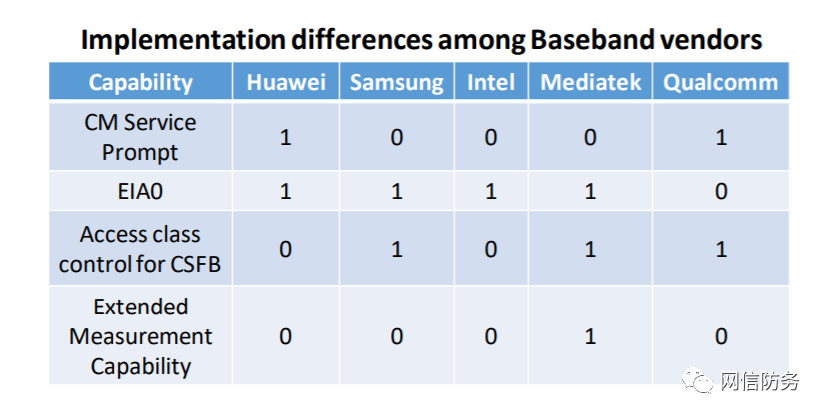 Implementation differences among Baseband vendors
Capability Huawei Samsung Intel Mediatek Qualcomm
CM Service
Prompt 1 0 0 0 1
EIA0 1 1 1 1 0
Access class
control for CSFB 0 1 0 1 1
Extended
Measurement
Capability 0 0 0 1 0
网信防务